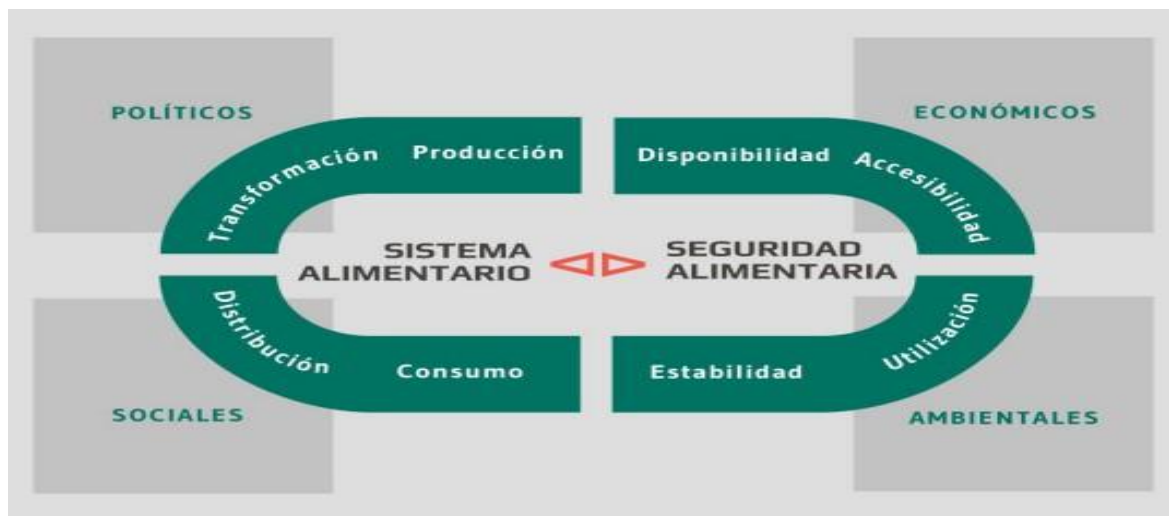 POLÍTICOS
ECONÓMICOS
Transformación
Producción
Disponibilidad
Accesibilidad
SISTEMA
ALIMENTARIO
SEGURIDAD
ALIMENTARIA
Distribución
Consumo
Estabilidad
Utilización
SOCIALES
AMBIENTALES